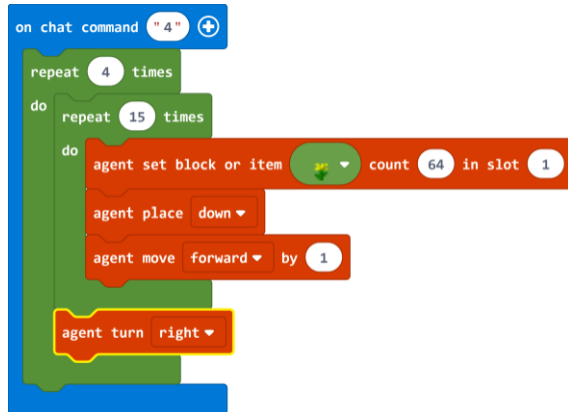 on chat command "4"
repeat 4 times
do
repeat 15 times
do
agent set block or item count 64 in slot 1
agent place down
agent move forward by 1
agent turn right